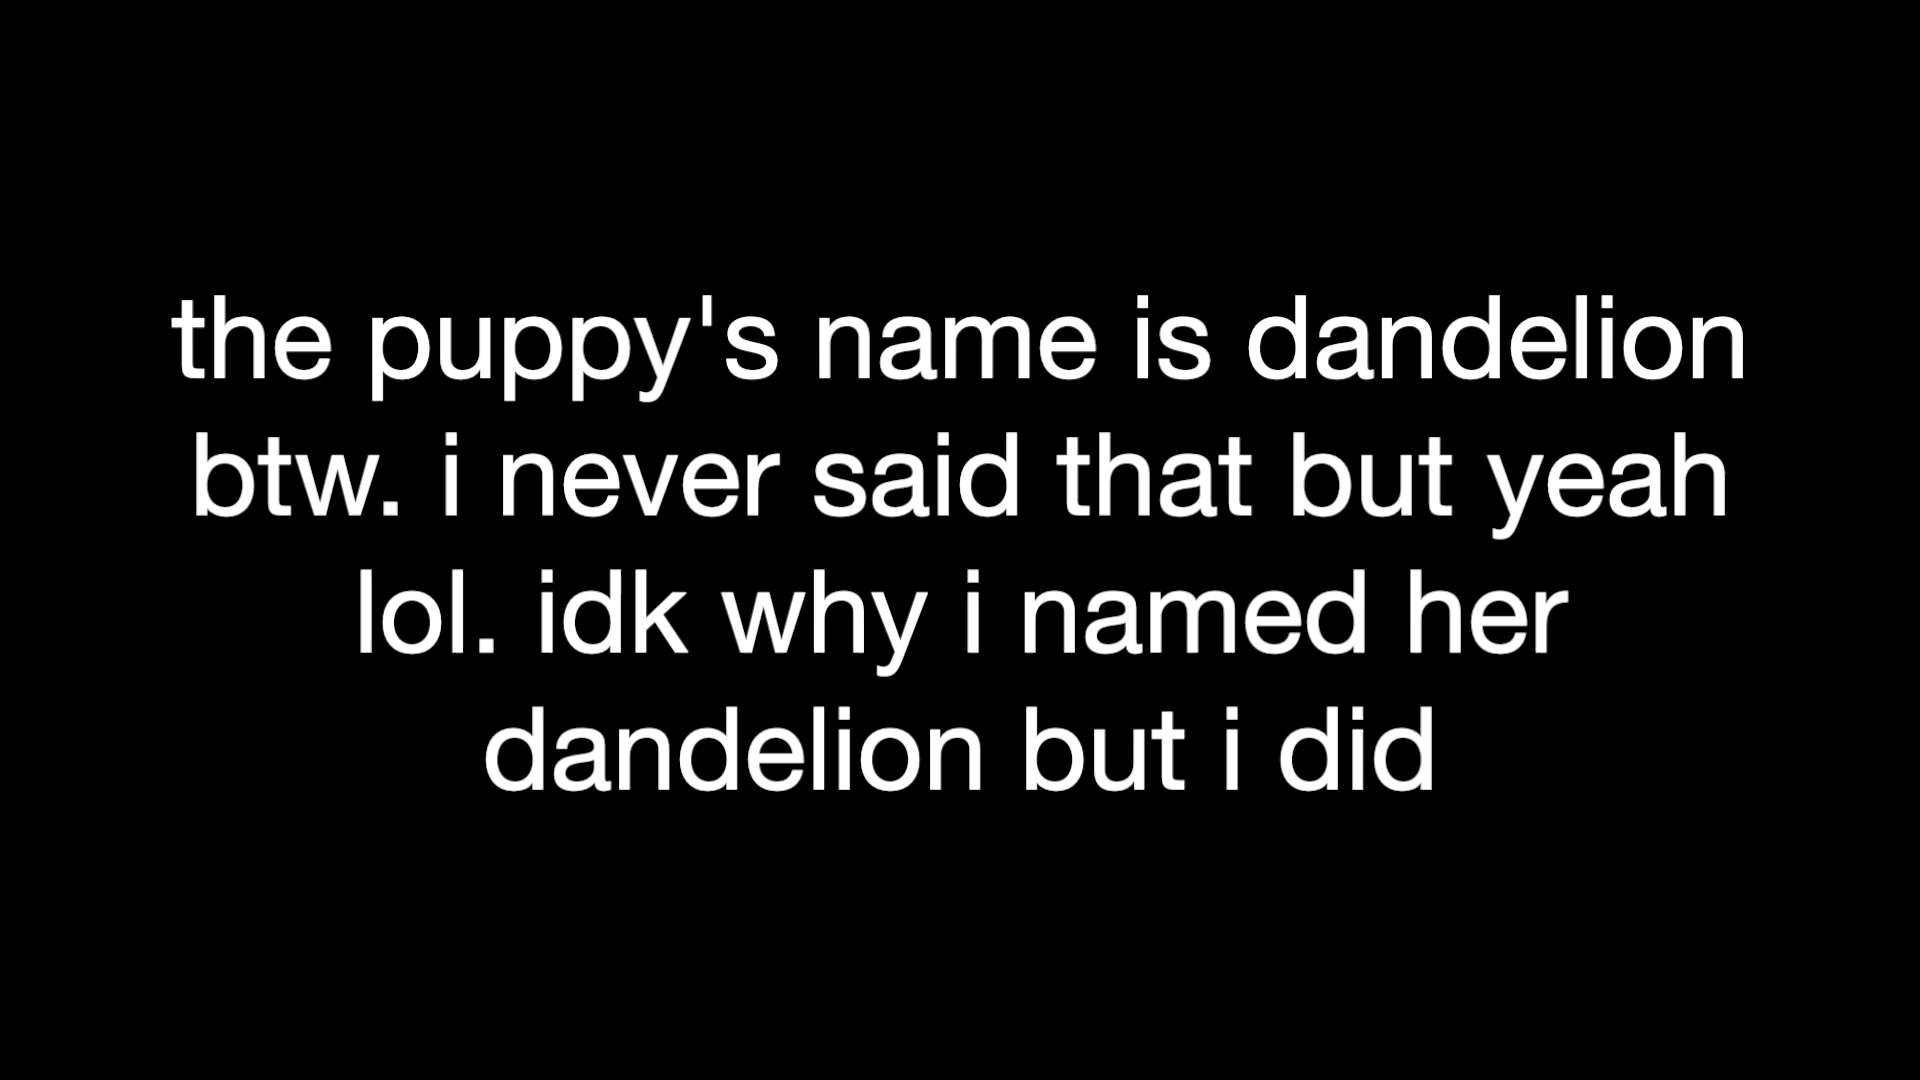 the puppy's name is dandelion
btw. i never said that but yeah
lol. idk why i named her
dandelion but i did